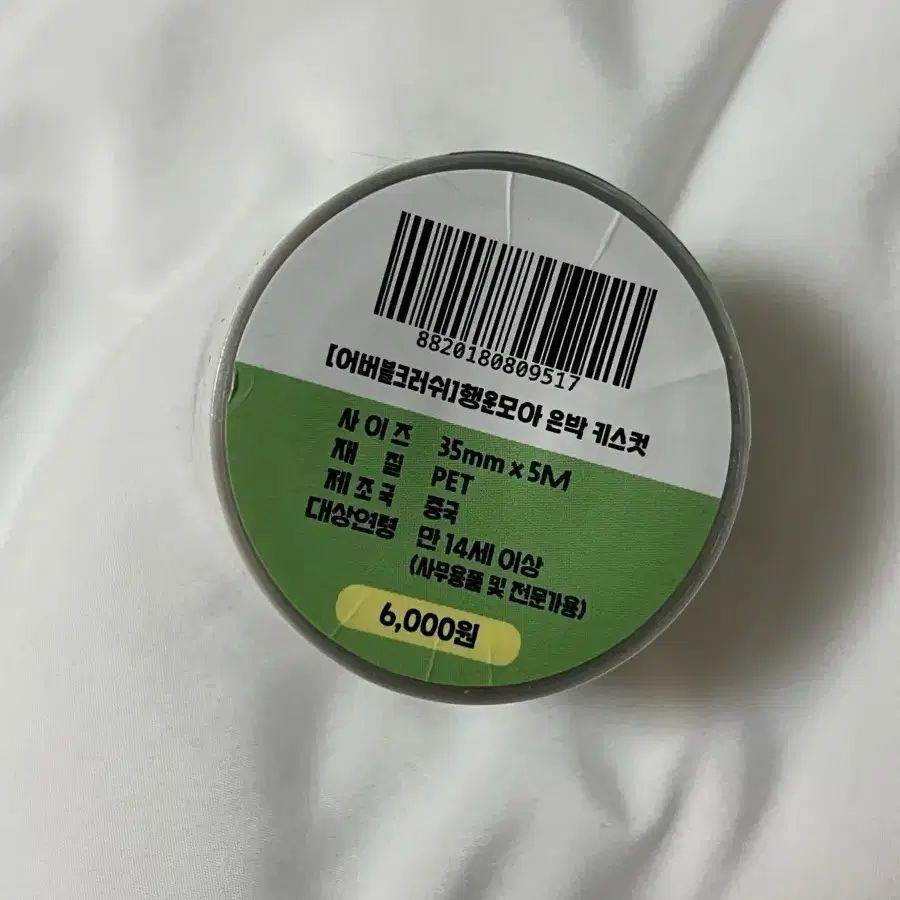 8820180809517
[어버블크러쉬]행운모아 은박 키스컷
사이즈 35mm x 5M
재 질 PET
제조국 중국
대상연령 만 14세 이상
(사무용품 및 전문가용)
6,000원